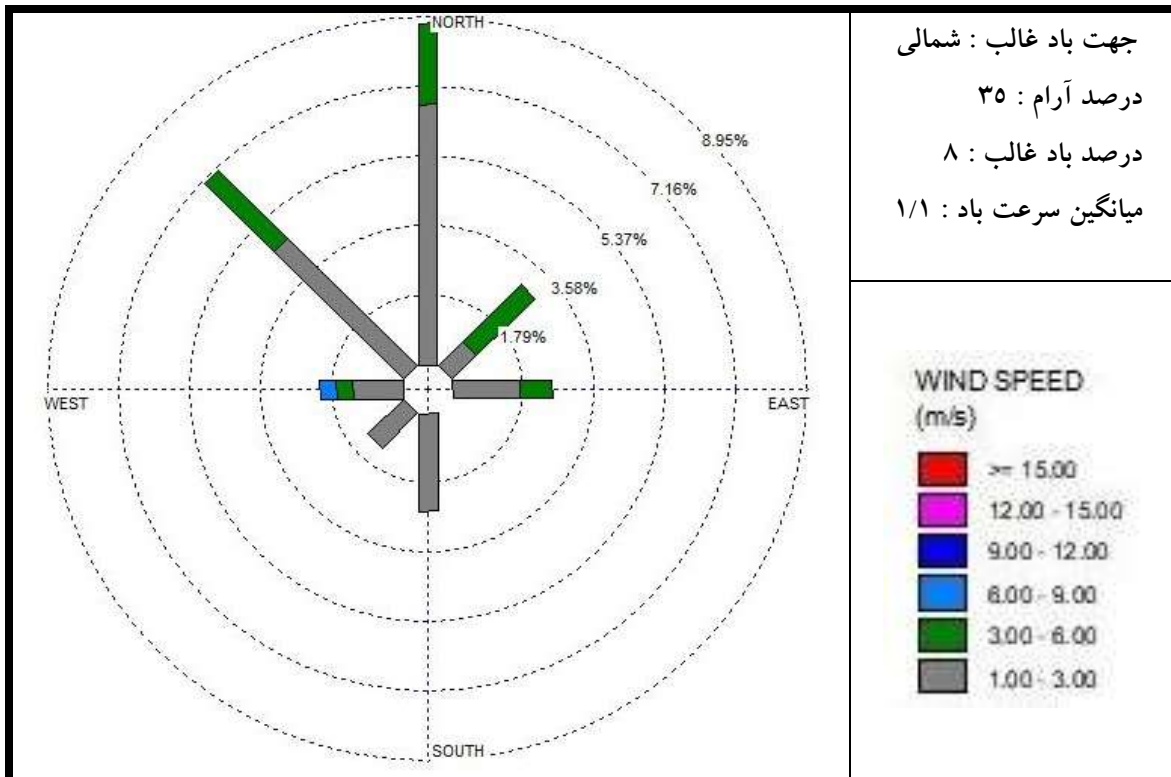 NORTH
8.95%
7.16%
5.37%
3.58%
1.79%
WEST
EAST
SOUTH
جهت باد غالب : شمالی
درصد آرام : ۳۵
درصد باد غالب : ۸
میانگین سرعت باد : ۱/۱
WIND SPEED
(m/s)
>= 15.00
12.00 - 15.00
9.00 - 12.00
6.00 - 9.00
3.00 - 6.00
1.00 - 3.00